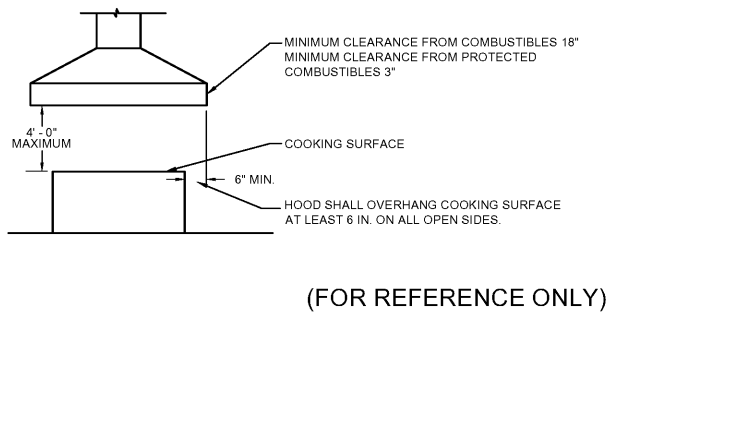 MINIMUM CLEARANCE FROM COMBUSTIBLES 18"
MINIMUM CLEARANCE FROM PROTECTED
COMBUSTIBLES 3"
4' - 0"
MAXIMUM
COOKING SURFACE
6" MIN.
HOOD SHALL OVERHANG COOKING SURFACE
AT LEAST 6 IN. ON ALL OPEN SIDES.
(FOR REFERENCE ONLY)